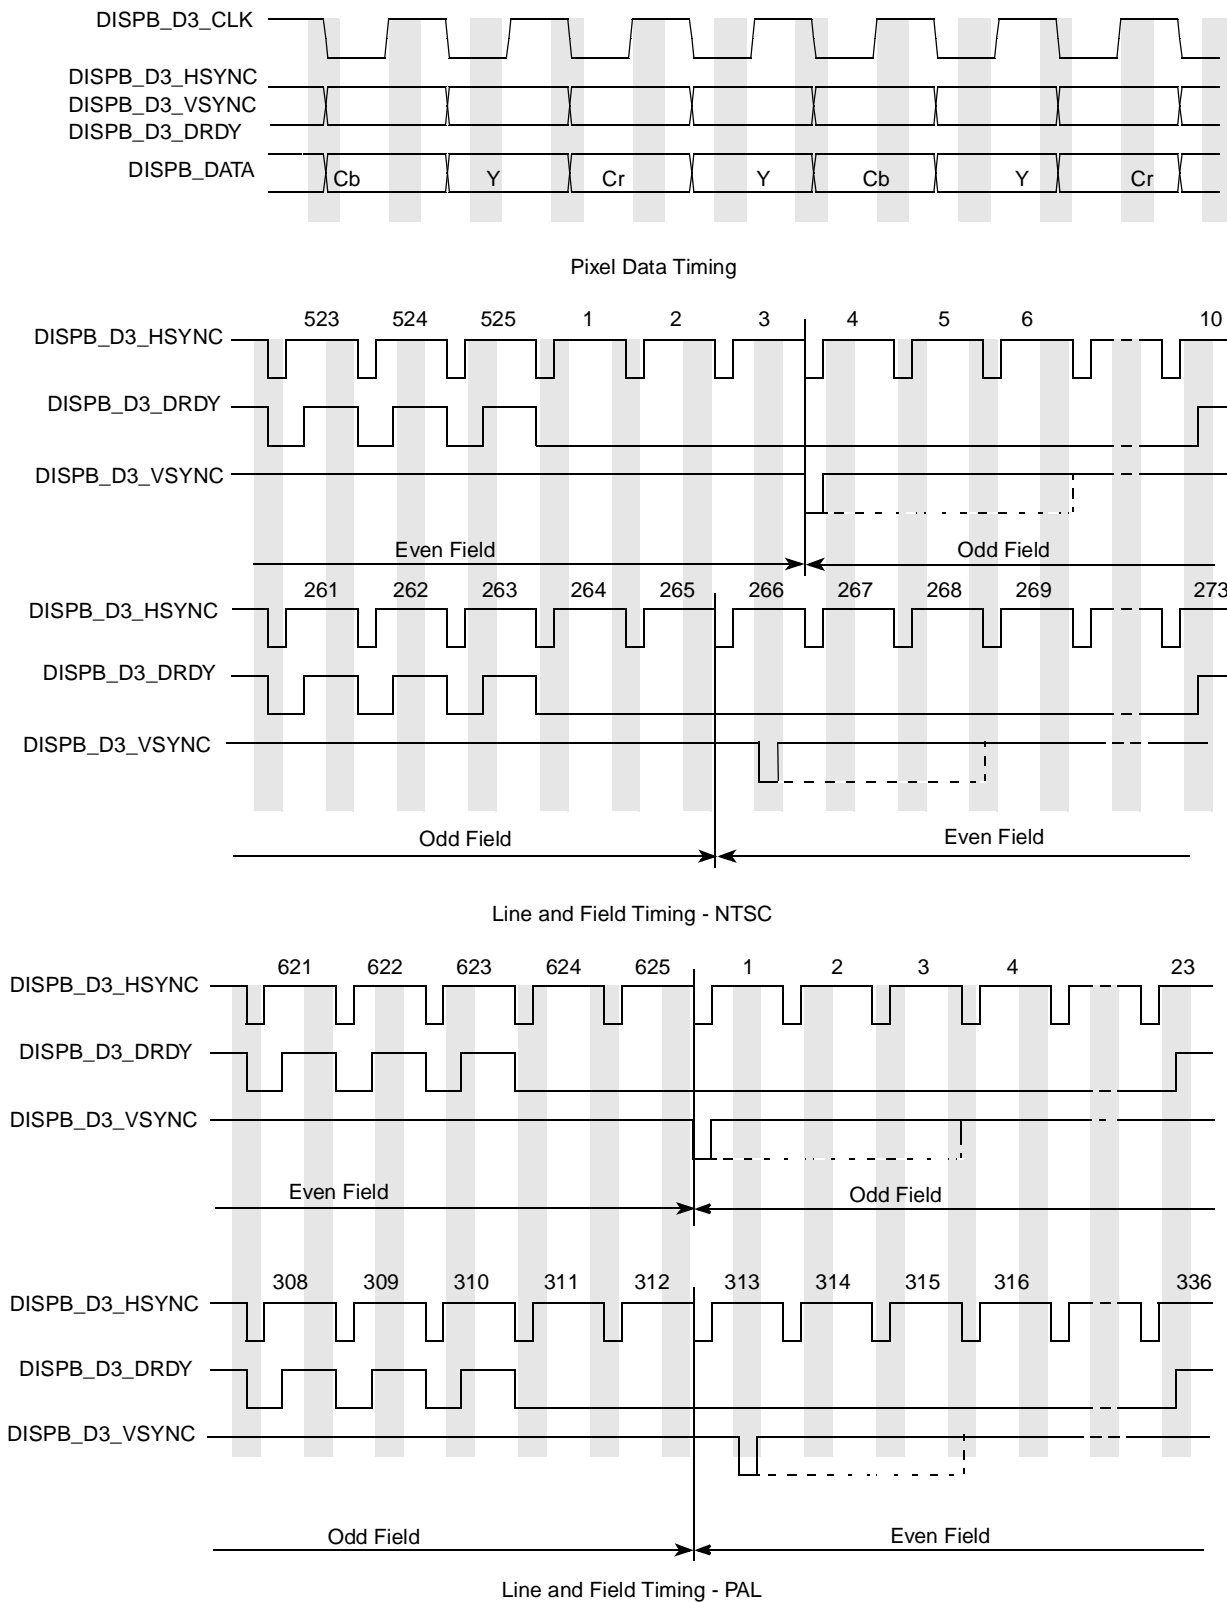 DISPB_D3_CLK
DISPB_D3_HSYNC
DISPB_D3_VSYNC
DISPB_D3_DRDY
DISPB_DATA
Cb Y Cr Y Cb Y Cr
Pixel Data Timing
523 524 525 1 2 3 4 5 6 10
DISPB_D3_HSYNC
DISPB_D3_DRDY
DISPB_D3_VSYNC
Even Field Odd Field
261 262 263 264 265 266 267 268 269 273
DISPB_D3_HSYNC
DISPB_D3_DRDY
DISPB_D3_VSYNC
Odd Field Even Field
Line and Field Timing - NTSC
621 622 623 624 625 1 2 3 4 23
DISPB_D3_HSYNC
DISPB_D3_DRDY
DISPB_D3_VSYNC
Even Field Odd Field
308 309 310 311 312 313 314 315 316 336
DISPB_D3_HSYNC
DISPB_D3_DRDY
DISPB_D3_VSYNC
Odd Field Even Field
Line and Field Timing - PAL